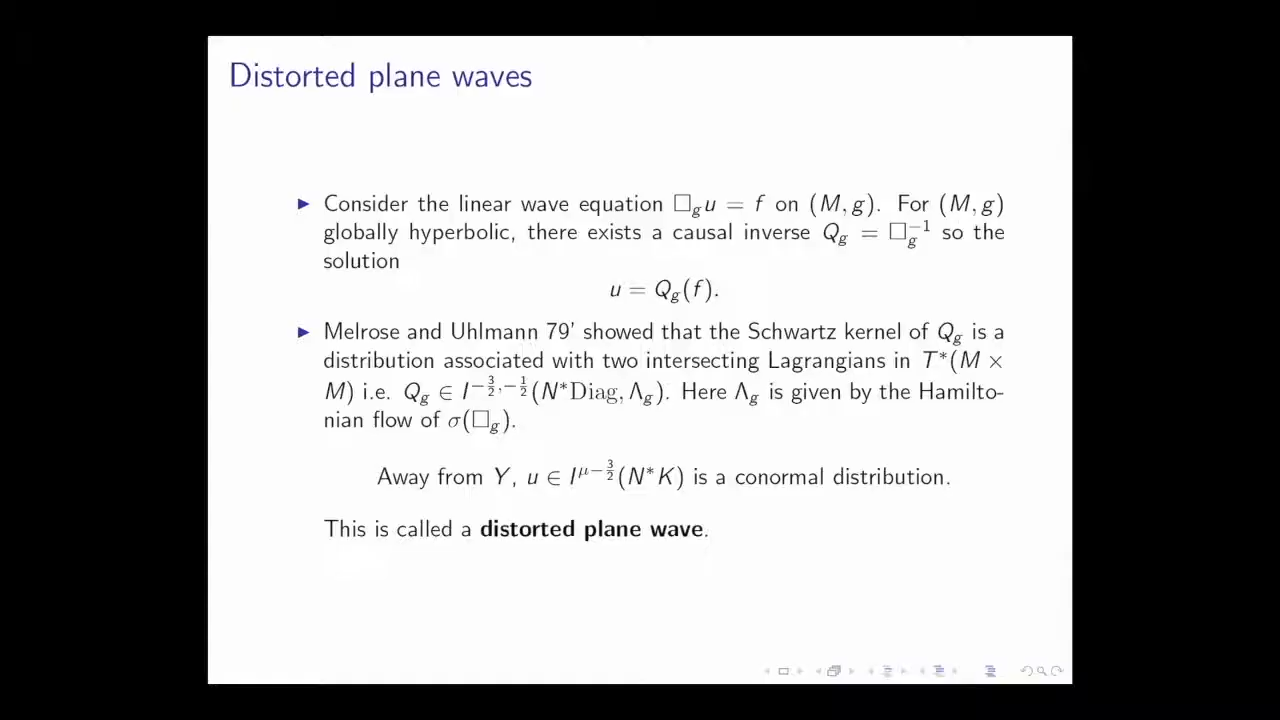 Distorted plane waves
▶ Consider the linear wave equation □_g u = f on (M, g). For (M, g)
globally hyperbolic, there exists a causal inverse Q_g = □_g^{-1} so the
solution
u = Q_g(f).
▶ Melrose and Uhlmann 79' showed that the Schwartz kernel of Q_g is a
distribution associated with two intersecting Lagrangians in T*(M ×
M) i.e. Q_g ∈ I^{-3/2,-1/2}(N*Diag, Λ_g). Here Λ_g is given by the Hamilto-
nian flow of σ(□_g).
Away from Y, u ∈ I^{μ-3/2}(N*K) is a conormal distribution.
This is called a distorted plane wave.